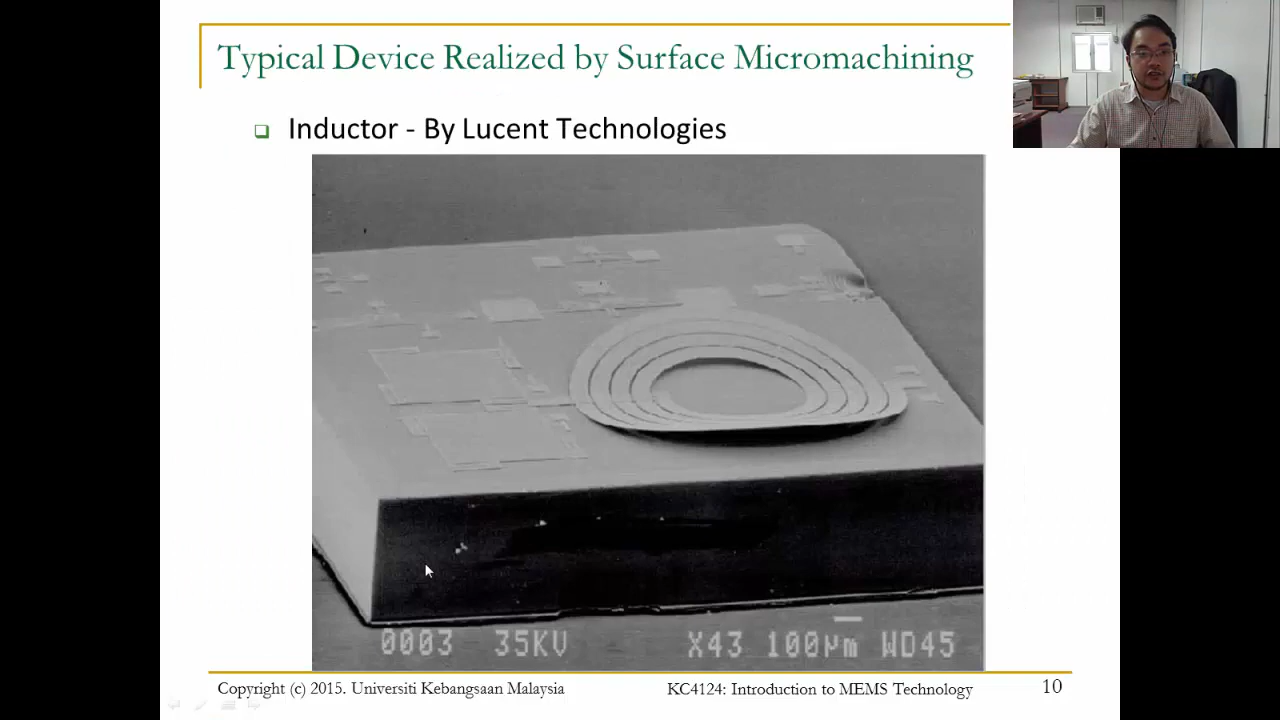 Typical Device Realized by Surface Micromachining
Inductor - By Lucent Technologies
0003 35KV X43 100µm WD45
Copyright (c) 2015. Universiti Kebangsaan Malaysia KC4124: Introduction to MEMS Technology 10